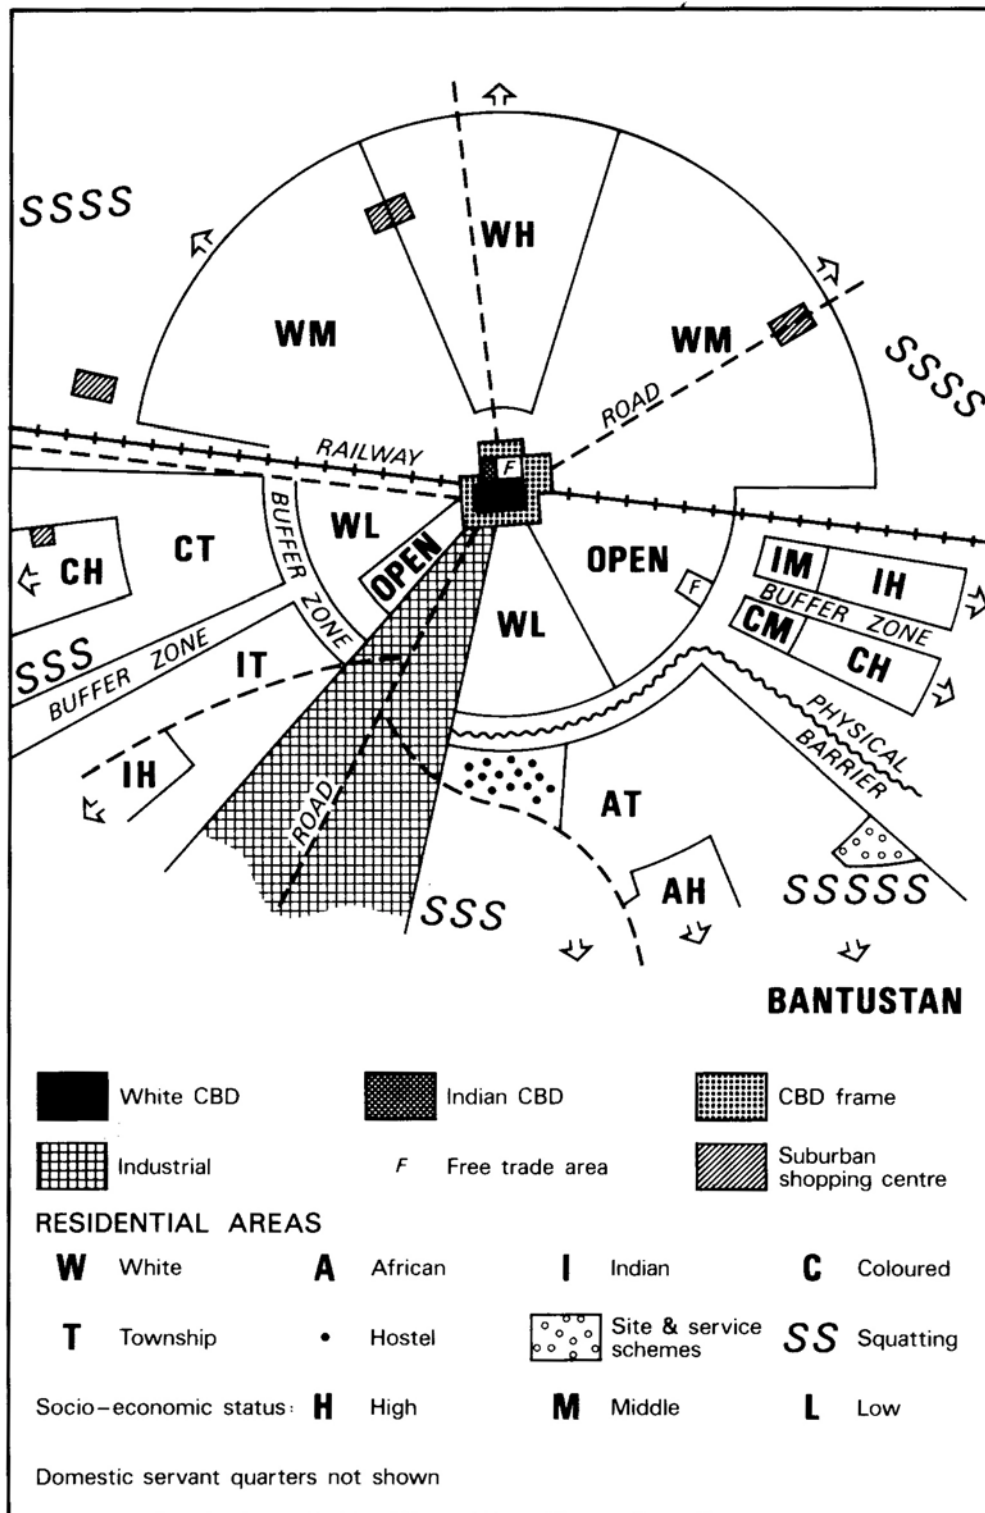 SSSS
WH
WM
WM
SSSS
ROAD
RAILWAY
F
BUFFER ZONE
WL
OPEN
OPEN
F
CH
CT
IM
IH
BUFFER ZONE
CM
CH
WL
SSS
BUFFER ZONE
IT
IH
PHYSICAL
BARRIER
ROAD
AT
AH
SSS
SSSSS
BANTUSTAN
White CBD
Indian CBD
CBD frame
Industrial
F Free trade area
Suburban
shopping centre
RESIDENTIAL AREAS
W White
A African
I Indian
C Coloured
T Township
Hostel
Site & service
schemes
SS Squatting
Socio-economic status: H High
M Middle
L Low
Domestic servant quarters not shown